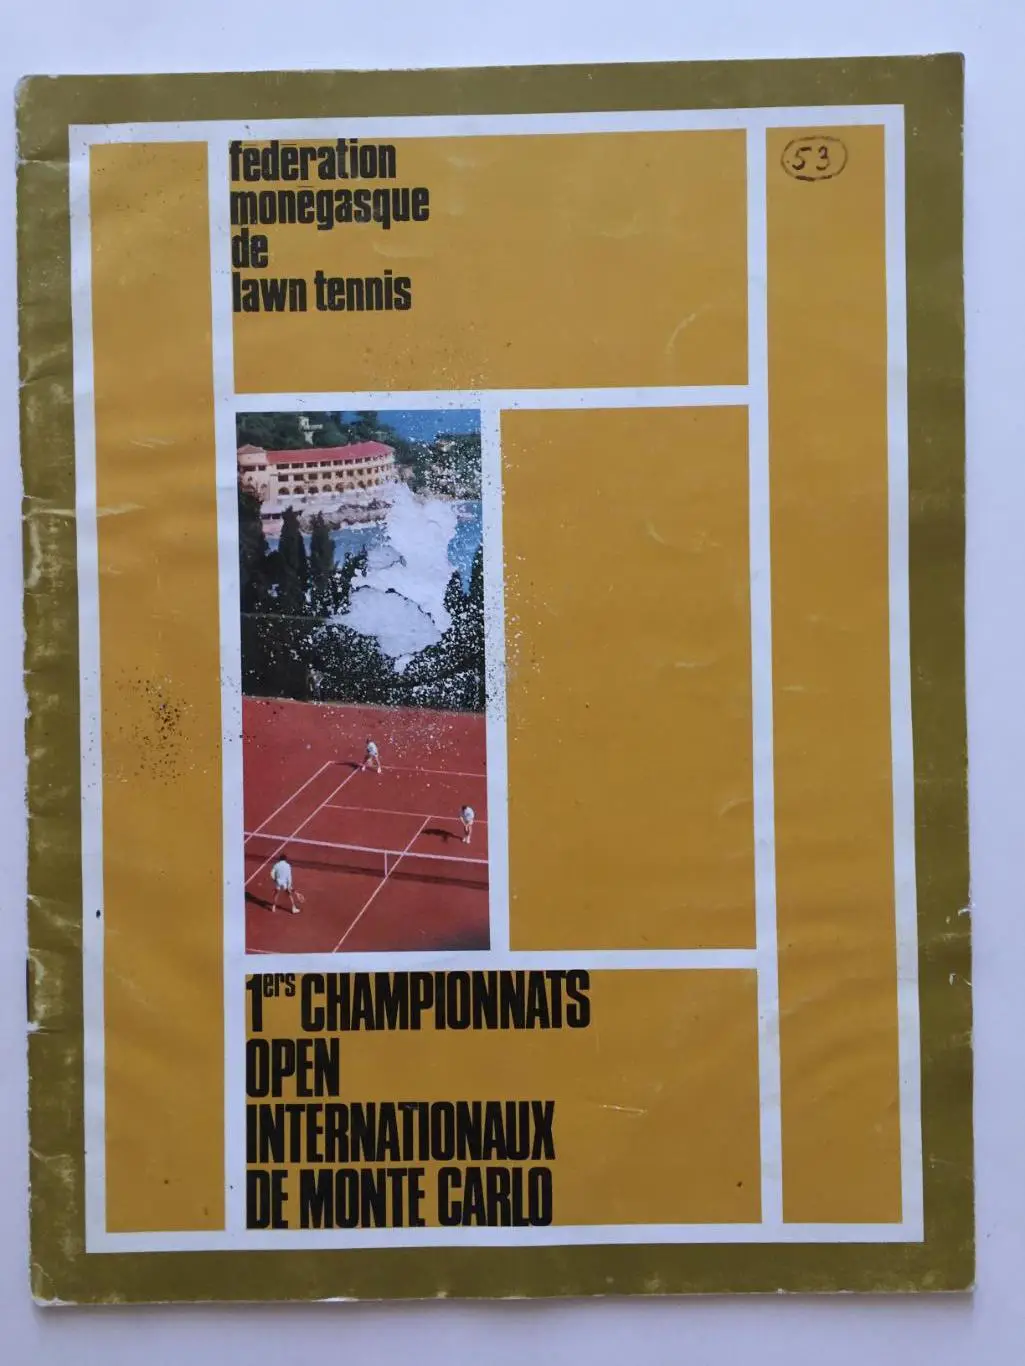 fédération
monégasque
de
lawn tennis
53
1ers CHAMPIONNATS
OPEN
INTERNATIONAUX
DE MONTE CARLO